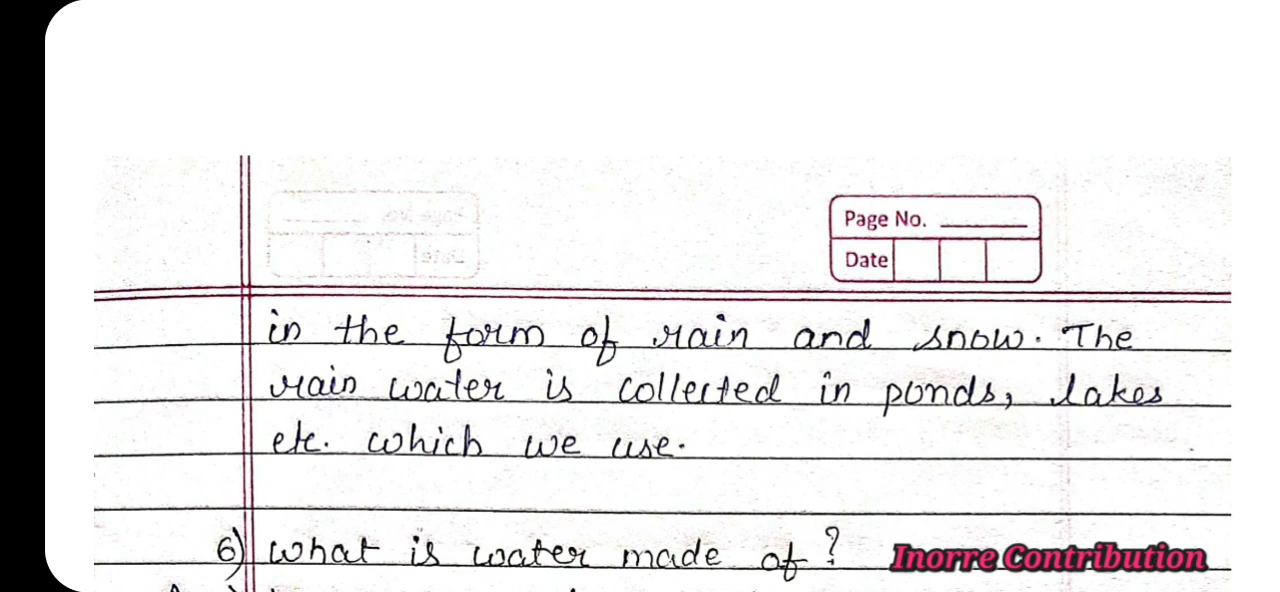 Page No.
Date
in the form of rain and snow. The
rain water is collected in ponds, lakes
etc. which we use.
6) what is water made of?
Inorre Contribution